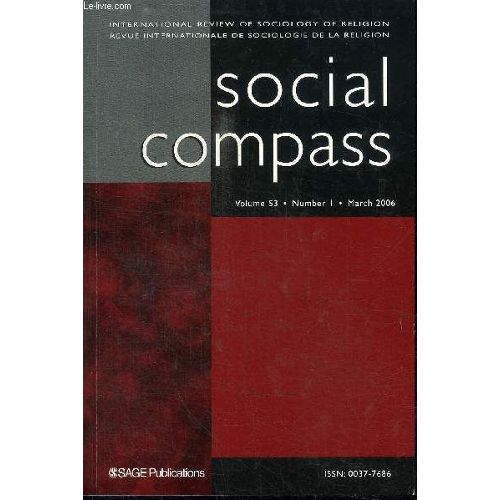 Le-livre.com
INTERNATIONAL REVIEW OF SOCIOLOGY OF RELIGION
REVUE INTERNATIONALE DE SOCIOLOGIE DE LA RELIGION
social
compass
Volume 53 • Number 1 • March 2006
SAGE Publications
ISSN: 0037-7686